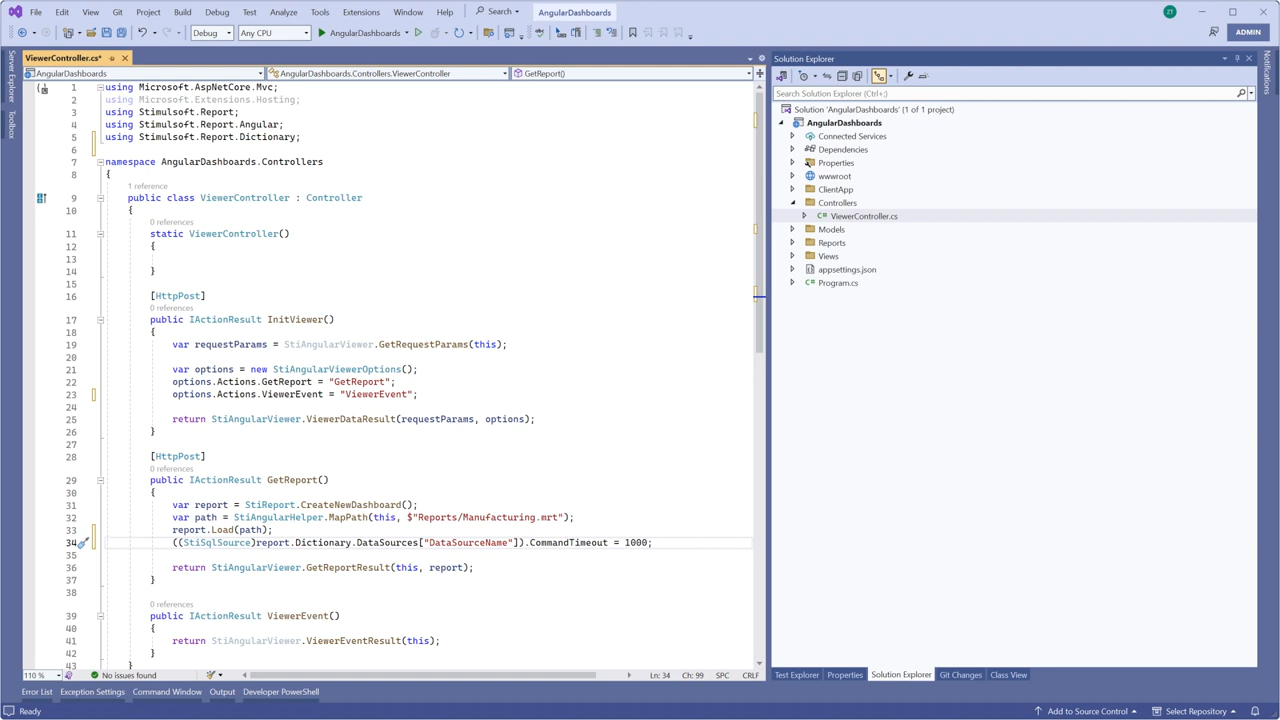 File Edit View Git Project Build Debug Test Analyze Tools Extensions Window Help Search AngularDashboards ZT
Debug Any CPU AngularDashboards ADMIN
Server Explorer
Toolbox
ViewerController.cs*
AngularDashboards AngularDashboards.Controllers.ViewerController GetReport()
1 using Microsoft.AspNetCore.Mvc;
2 using Microsoft.Extensions.Hosting;
3 using Stimulsoft.Report;
4 using Stimulsoft.Report.Angular;
5 using Stimulsoft.Report.Dictionary;
6
7 namespace AngularDashboards.Controllers
8 {
1 reference
9 public class ViewerController : Controller
10 {
0 references
11 static ViewerController()
12 {
13
14 }
15
16 [HttpPost]
0 references
17 public IActionResult InitViewer()
18 {
19 var requestParams = StiAngularViewer.GetRequestParams(this);
20
21 var options = new StiAngularViewerOptions();
22 options.Actions.GetReport = "GetReport";
23 options.Actions.ViewerEvent = "ViewerEvent";
24
25 return StiAngularViewer.ViewerDataResult(requestParams, options);
26 }
27
28 [HttpPost]
0 references
29 public IActionResult GetReport()
30 {
31 var report = StiReport.CreateNewDashboard();
32 var path = StiAngularHelper.MapPath(this, $"Reports/Manufacturing.mrt");
33 report.Load(path);
34 ((StiSqlSource)report.Dictionary.DataSources["DataSourceName"]).CommandTimeout = 1000;
35
36 return StiAngularViewer.GetReportResult(this, report);
37 }
38
0 references
39 public IActionResult ViewerEvent()
40 {
41 return StiAngularViewer.ViewerEventResult(this);
42 }
43 }
110 % No issues found Ln: 34 Ch: 99 SPC CRLF
Error List Exception Settings Command Window Output Developer PowerShell
Solution Explorer
Search Solution Explorer (Ctrl+;)
Solution 'AngularDashboards' (1 of 1 project)
AngularDashboards
Connected Services
Dependencies
Properties
wwwroot
ClientApp
Controllers
C# ViewerController.cs
Models
Reports
Views
appsettings.json
C# Program.cs
Test Explorer Properties Solution Explorer Git Changes Class View
Notifications
Ready Add to Source Control Select Repository